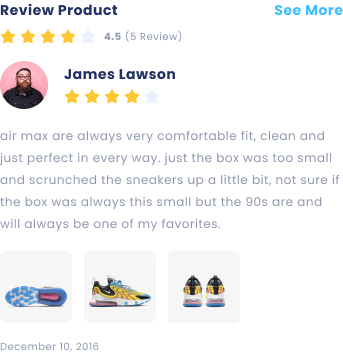 Review Product
See More
4.5 (5 Review)
James Lawson
air max are always very comfortable fit, clean and
just perfect in every way. just the box was too small
and scrunched the sneakers up a little bit, not sure if
the box was always this small but the 90s are and
will always be one of my favorites.
December 10, 2016